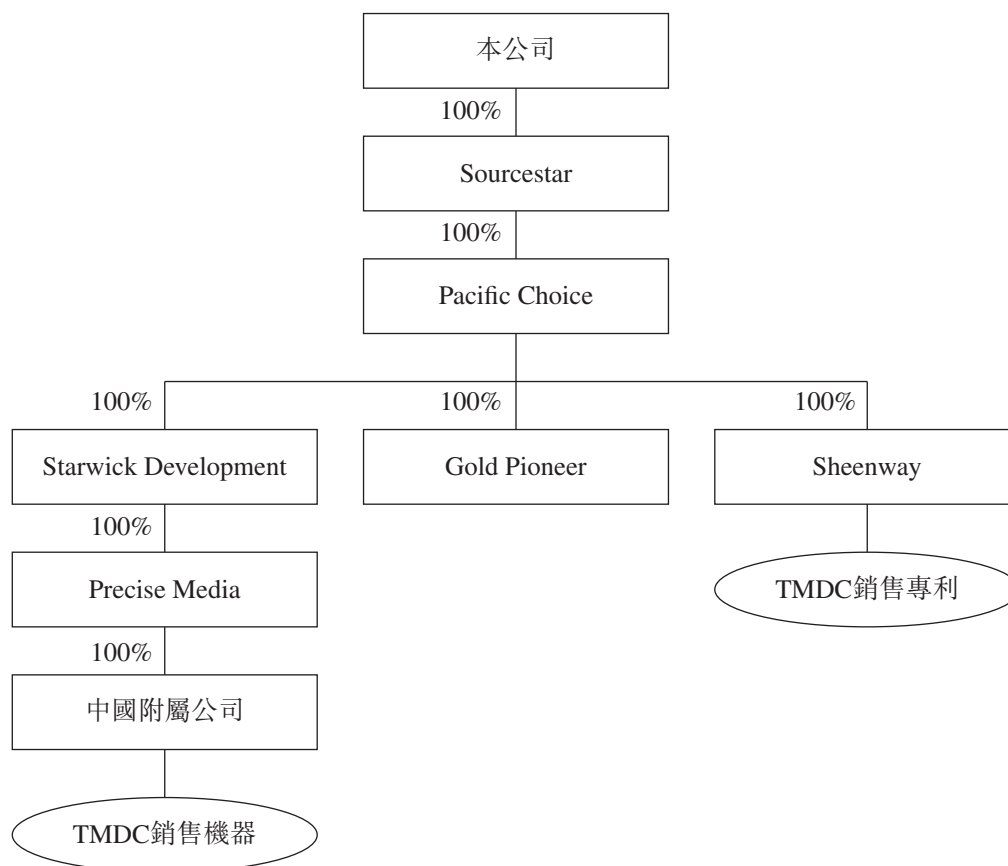 本公司
100%
Sourcestar
100%
Pacific Choice
100%
100%
100%
Starwick Development
Gold Pioneer
Sheenway
100%
Precise Media
TMDC銷售專利
100%
中國附屬公司
TMDC銷售機器